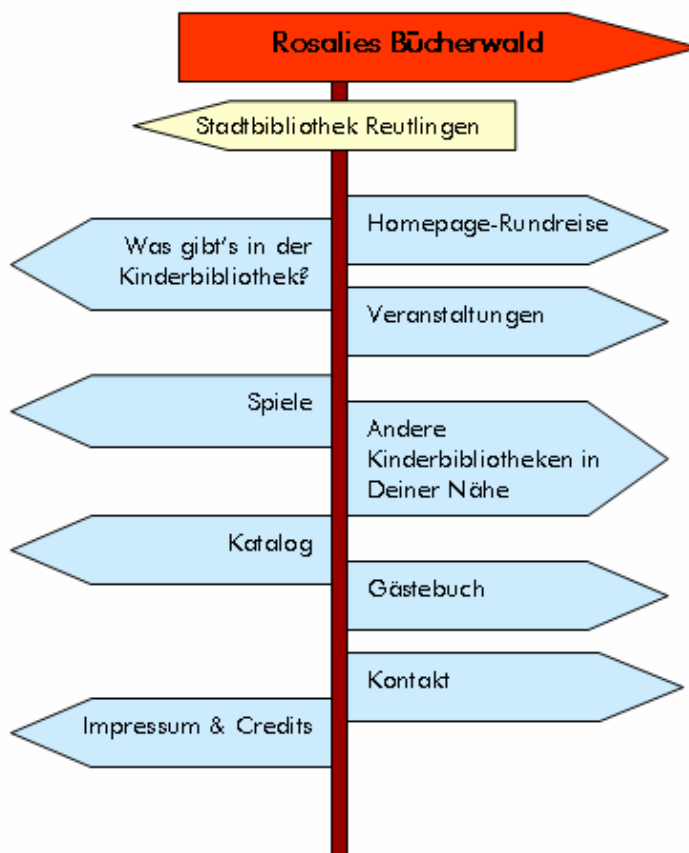 Rosalies Bücherwald
Stadtbibliothek Reutlingen
Homepage-Rundreise
Was gibt's in der
Kinderbibliothek?
Veranstaltungen
Spiele
Andere
Kinderbibliotheken in
Deiner Nähe
Katalog
Gästebuch
Kontakt
Impressum & Credits